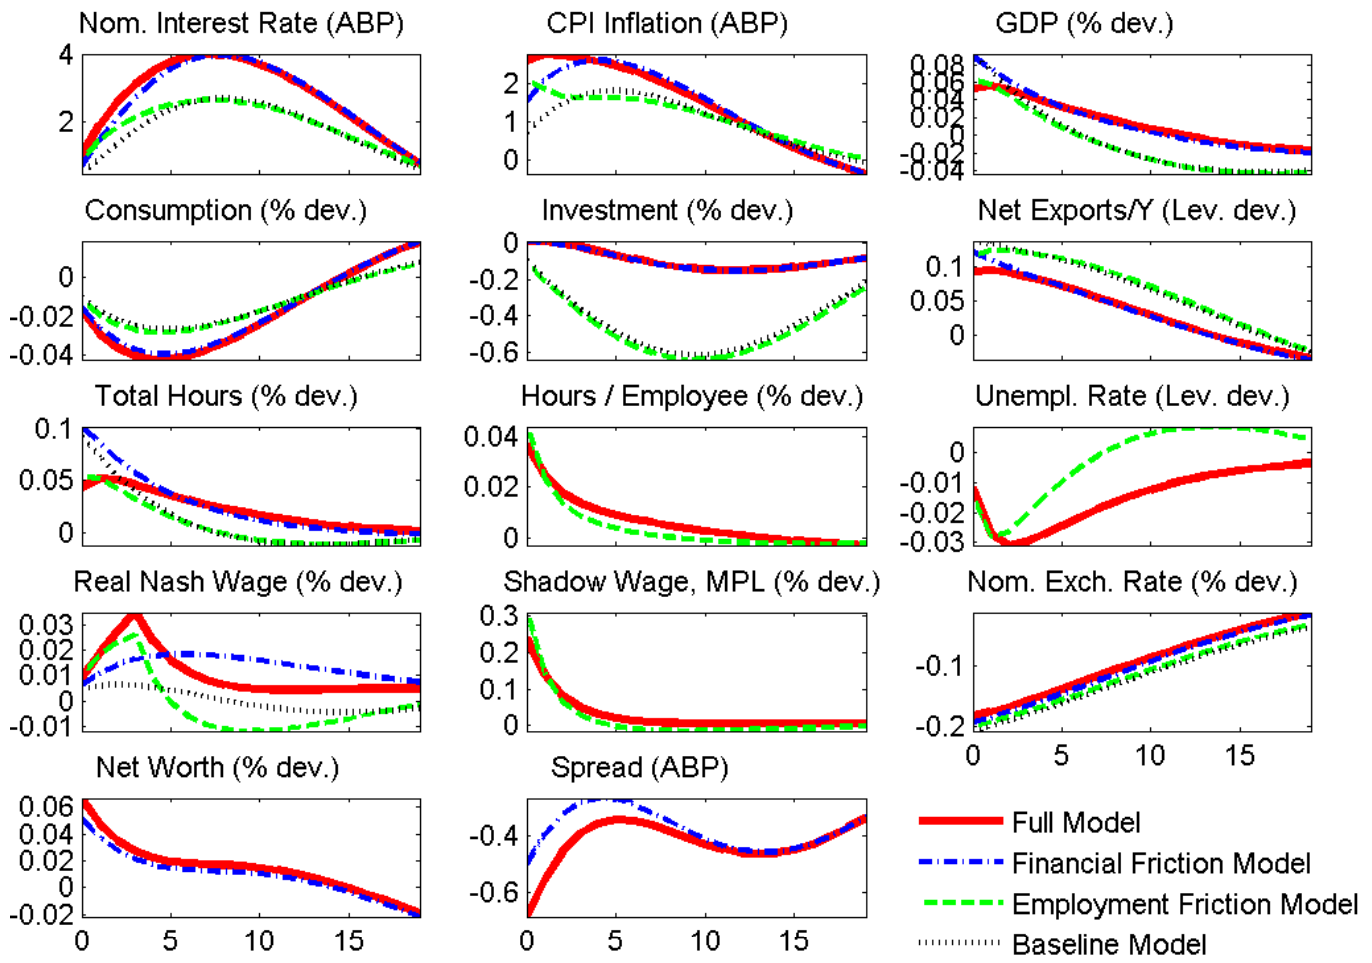 Nom. Interest Rate (ABP)
4
2
CPI Inflation (ABP)
2
1
0
GDP (% dev.)
0.08
0.06
0.04
0.02
0
-0.02
-0.04
Consumption (% dev.)
0
-0.02
-0.04
Investment (% dev.)
0
-0.2
-0.4
-0.6
Net Exports/Y (Lev. dev.)
0.1
0.05
0
Total Hours (% dev.)
0.1
0.05
0
Hours / Employee (% dev.)
0.04
0.02
0
Unempl. Rate (Lev. dev.)
0
-0.01
-0.02
-0.03
Real Nash Wage (% dev.)
0.03
0.02
0.01
0
-0.01
Shadow Wage, MPL (% dev.)
0.3
0.2
0.1
0
Nom. Exch. Rate (% dev.)
-0.1
-0.2
0 5 10 15
Net Worth (% dev.)
0.06
0.04
0.02
0
-0.02
0 5 10 15
Spread (ABP)
-0.4
-0.6
0 5 10 15
Full Model
Financial Friction Model
Employment Friction Model
Baseline Model